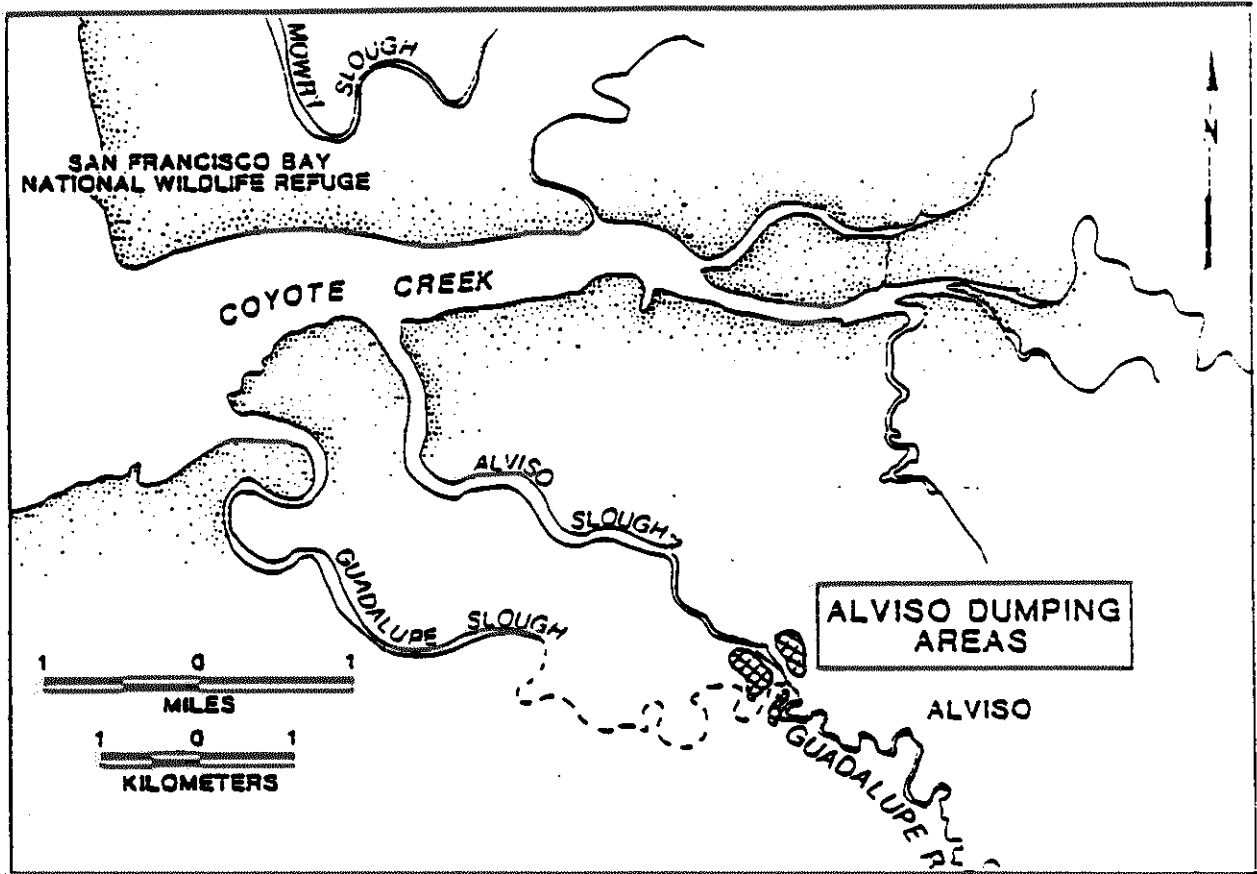 MOWRY
SLOUGH
N
SAN FRANCISCO BAY
NATIONAL WILDLIFE REFUGE
COYOTE CREEK
ALVISO
SLOUGH
GUADALUPE
SLOUGH
ALVISO DUMPING
AREAS
1 0 1
MILES
ALVISO
1 0 1
KILOMETERS
GUADALUPE R